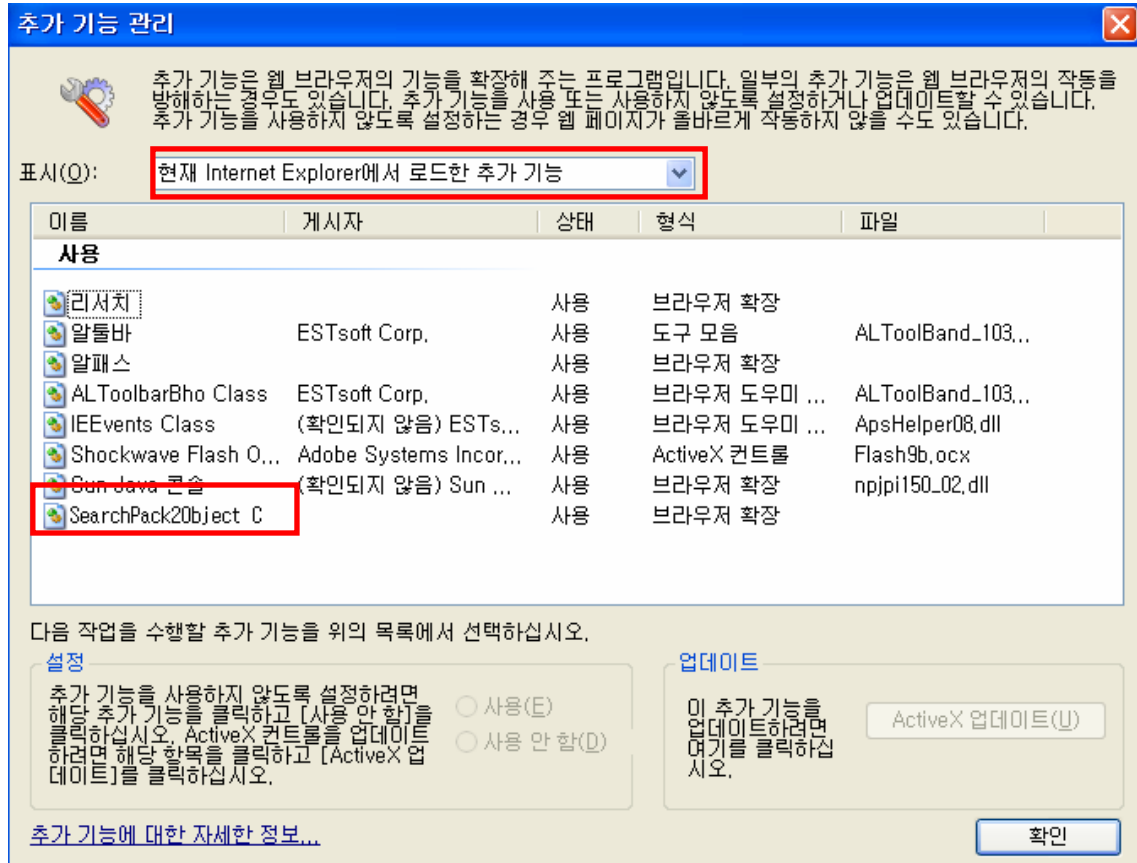 추가 기능 관리
추가 기능은 웹 브라우저의 기능을 확장해 주는 프로그램입니다. 일부의 추가 기능은 웹 브라우저의 작동을
방해하는 경우도 있습니다. 추가 기능을 사용 또는 사용하지 않도록 설정하거나 업데이트할 수 있습니다.
추가 기능을 사용하지 않도록 설정하는 경우 웹 페이지가 올바르게 작동하지 않을 수도 있습니다.
표시(O): 현재 Internet Explorer에서 로드한 추가 기능
이름 게시자 상태 형식 파일
사용
리서치 사용 브라우저 확장
알툴바 ESTsoft Corp. 사용 도구 모음 ALToolBand_103...
알패스 사용 브라우저 확장
ALToolbarBho Class ESTsoft Corp. 사용 브라우저 도우미 ... ALToolBand_103...
IEEvents Class (확인되지 않음) ESTs... 사용 브라우저 도우미 ... ApsHelper08.dll
Shockwave Flash O... Adobe Systems Incor... 사용 ActiveX 컨트롤 Flash9b.ocx
Sun Java 콘솔 (확인되지 않음) Sun ... 사용 브라우저 확장 npjpi150_02.dll
SearchPack2Object C 사용 브라우저 확장
다음 작업을 수행할 추가 기능을 위의 목록에서 선택하십시오.
설정
추가 기능을 사용하지 않도록 설정하려면
해당 추가 기능을 클릭하고 [사용 안 함]을
클릭하십시오. ActiveX 컨트롤을 업데이트
하려면 해당 항목을 클릭하고 [ActiveX 업
데이트]를 클릭하십시오.
사용(E)
사용 안 함(D)
업데이트
이 추가 기능을
업데이트하려면
여기를 클릭하십
시오.
ActiveX 업데이트(U)
추가 기능에 대한 자세한 정보...
확인